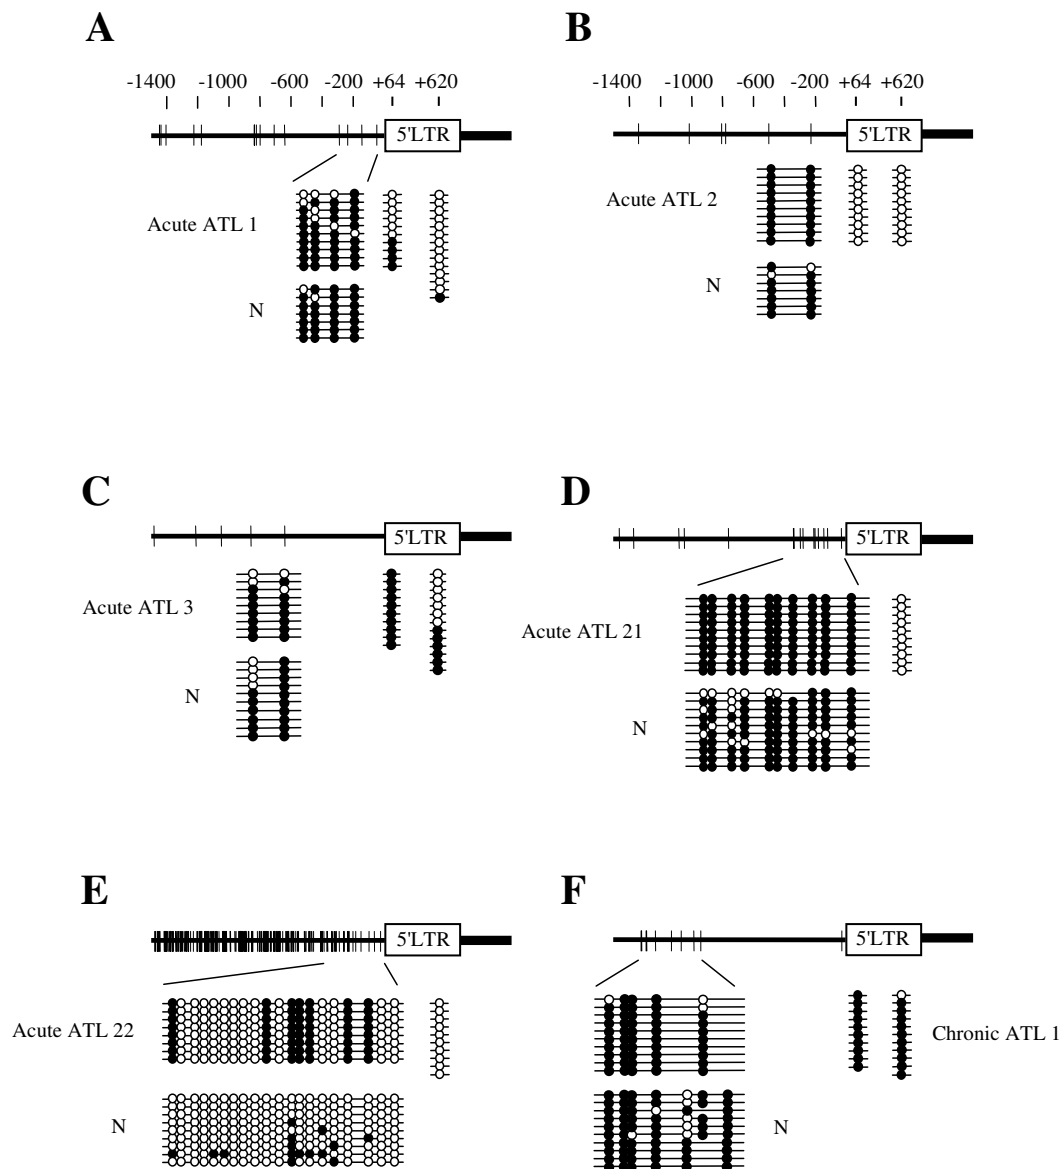 A
B
-1400 -1000 -600 -200 +64 +620
-1400 -1000 -600 -200 +64 +620
5'LTR
5'LTR
Acute ATL 1
Acute ATL 2
N
N
C
D
5'LTR
5'LTR
Acute ATL 3
Acute ATL 21
N
N
E
F
5'LTR
5'LTR
Acute ATL 22
Chronic ATL 1
N
N